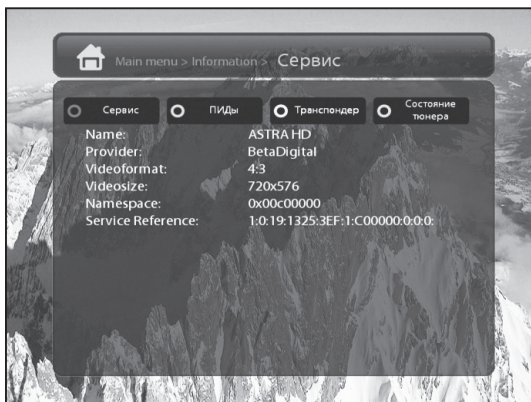 Main menu > Information > Сервис
Сервис ПИДы Транспондер Состояние тюнера
Name: ASTRA HD
Provider: BetaDigital
Videoformat: 4:3
Videosize: 720x576
Namespace: 0x00c00000
Service Reference: 1:0:19:1325:3EF:1:C00000:0:0:0: